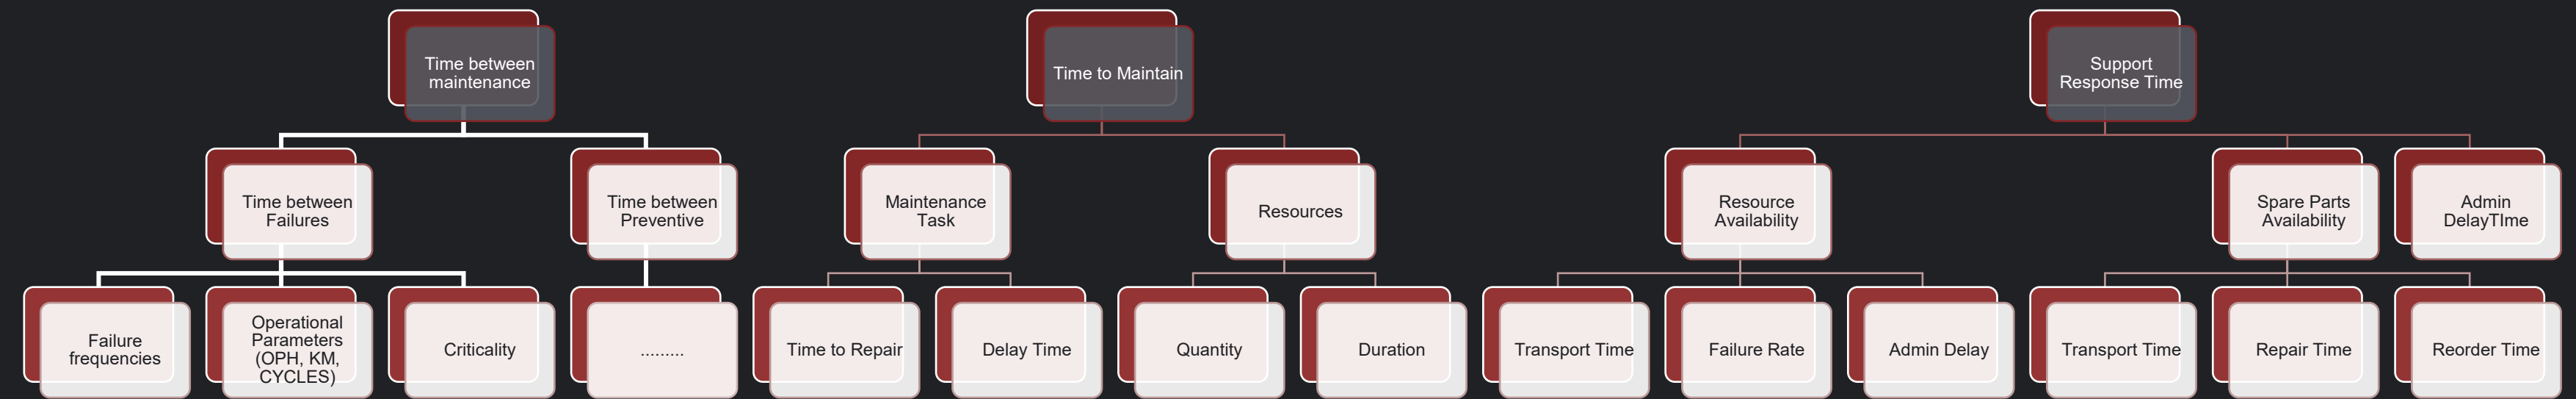 Time between
maintenance
Time to Maintain
Support
Response Time
Time between
Failures
Time between
Preventive
Maintenance
Task
Resources
Resource
Availability
Spare Parts
Availability
Admin
DelayTIme
Failure
frequencies
Operational
Parameters
(OPH, KM,
CYCLES)
Criticality
.........
Time to Repair
Delay Time
Quantity
Duration
Transport Time
Failure Rate
Admin Delay
Transport Time
Repair Time
Reorder Time